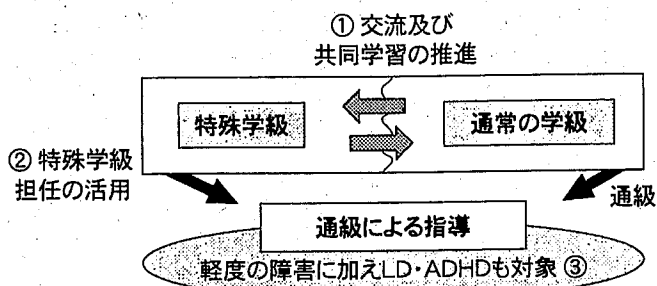 ① 交流及び
共同学習の推進
特殊学級
通常の学級
② 特殊学級
担任の活用
通級
通級による指導
軽度の障害に加えLD・ADHDも対象 ③